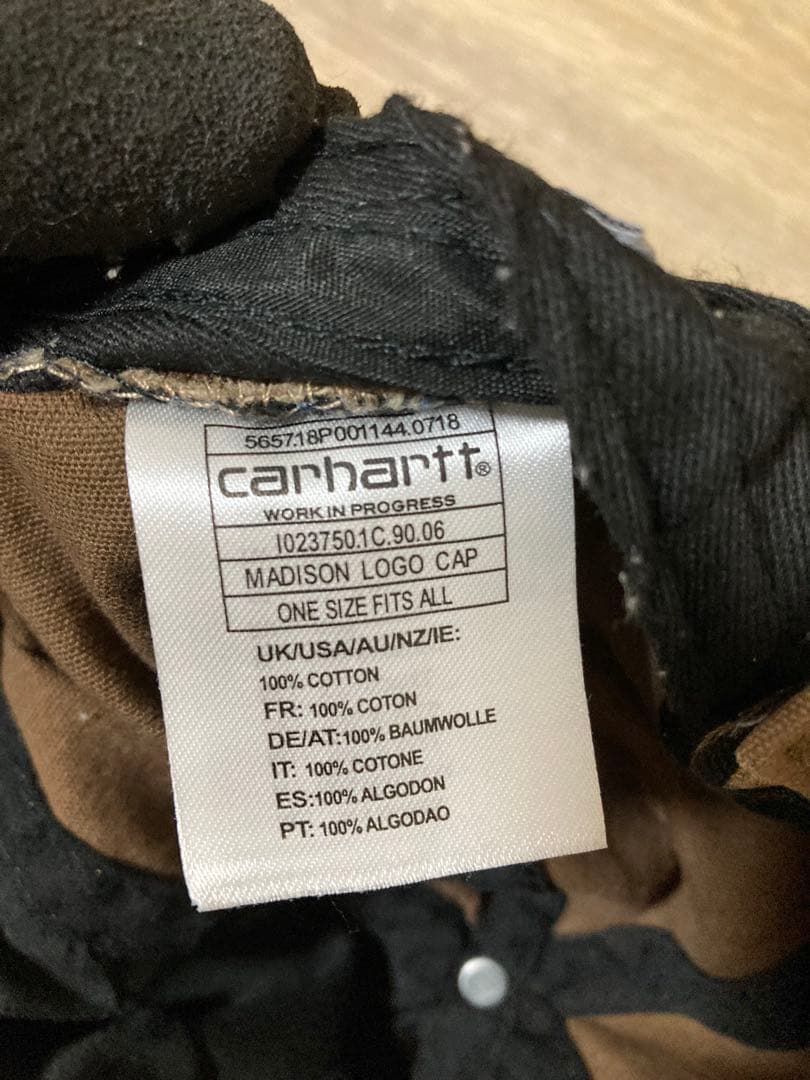 5657.18P001144.0718
carhartt®
WORK IN PROGRESS
I023750.1C.90.06
MADISON LOGO CAP
ONE SIZE FITS ALL
UK/USA/AU/NZ/IE:
100% COTTON
FR: 100% COTON
DE/AT:100% BAUMWOLLE
IT: 100% COTONE
ES:100% ALGODON
PT: 100% ALGODAO